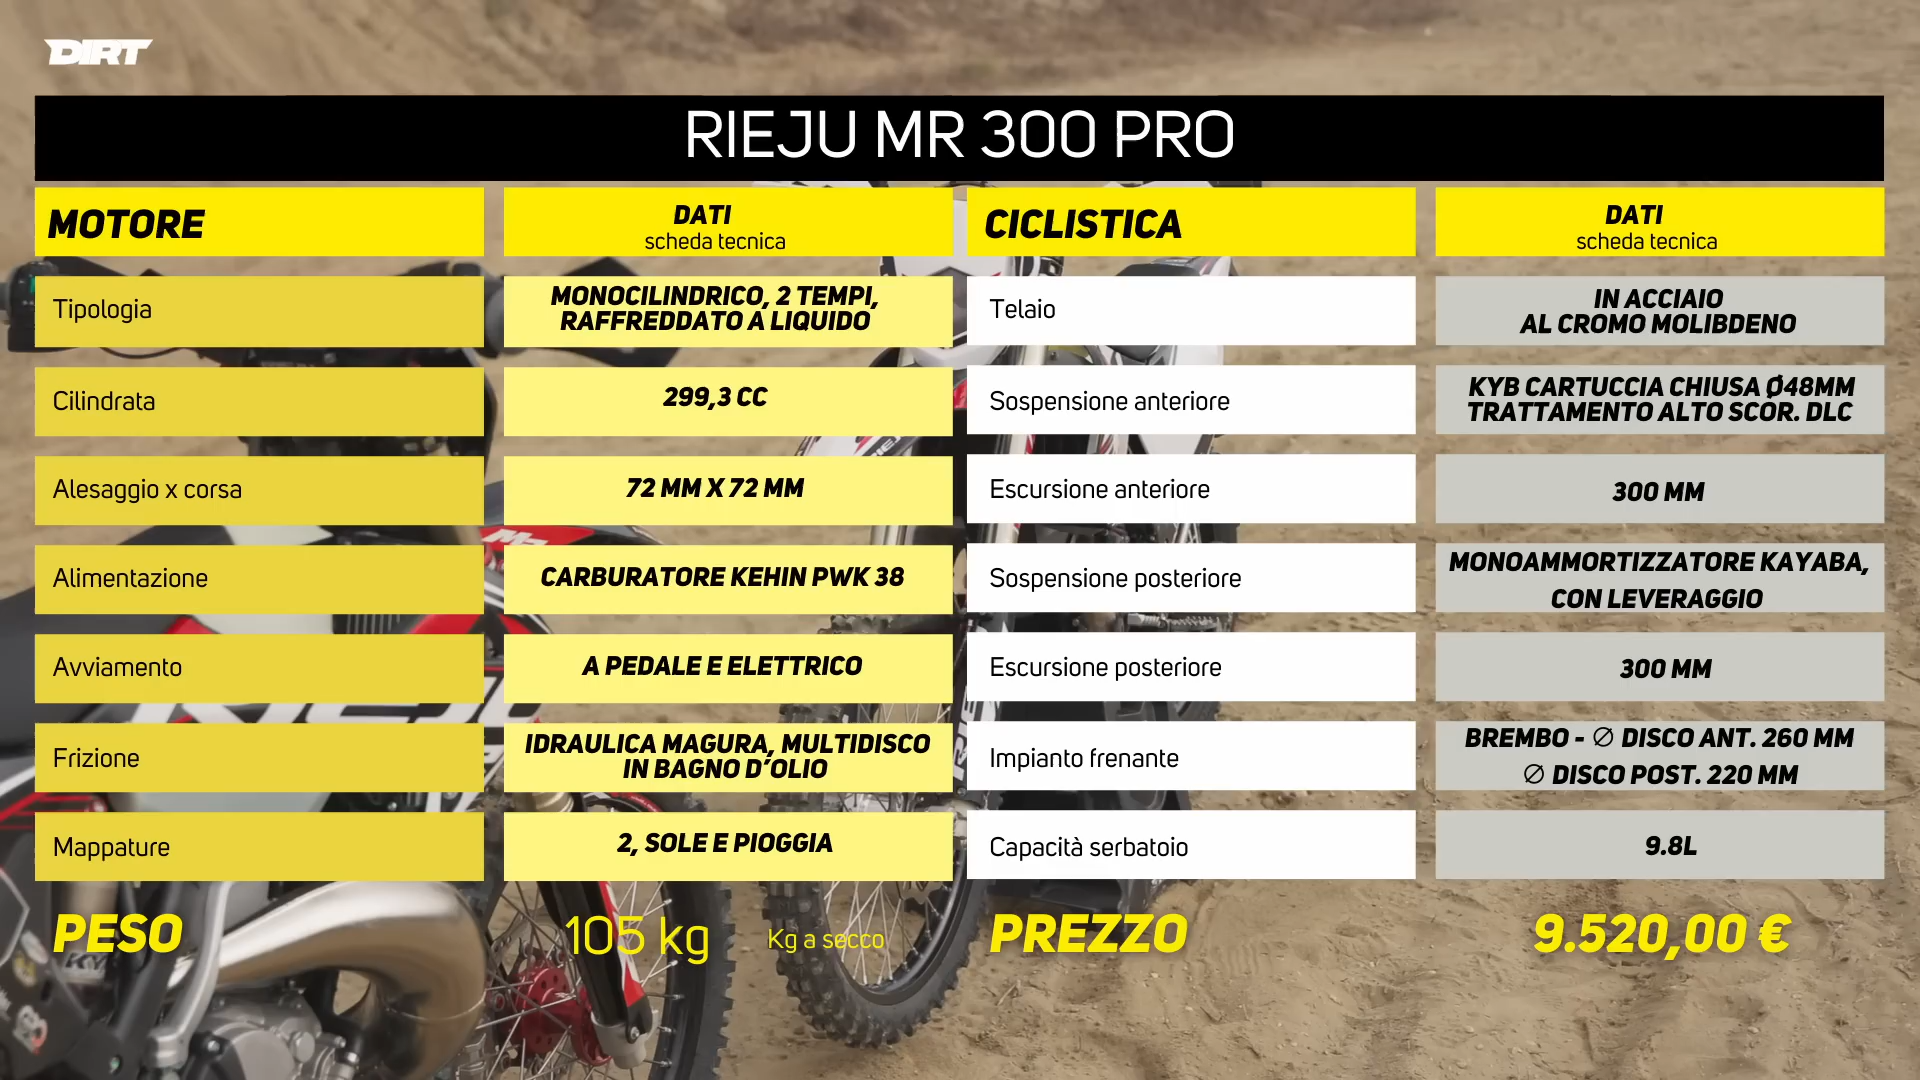 DIRT
RIEJU MR 300 PRO
MOTORE
DATI
scheda tecnica
CICLISTICA
DATI
scheda tecnica
Tipologia
MONOCILINDRICO, 2 TEMPI,
RAFFREDDATO A LIQUIDO
Telaio
IN ACCIAIO
AL CROMO MOLIBDENO
Cilindrata
299,3 CC
Sospensione anteriore
KYB CARTUCCIA CHIUSA Ø48MM
TRATTAMENTO ALTO SCOR. DLC
Alesaggio x corsa
72 MM X 72 MM
Escursione anteriore
300 MM
Alimentazione
CARBURATORE KEHIN PWK 38
Sospensione posteriore
MONOAMMORTIZZATORE KAYABA,
CON LEVERAGGIO
Avviamento
A PEDALE E ELETTRICO
Escursione posteriore
300 MM
Frizione
IDRAULICA MAGURA, MULTIDISCO
IN BAGNO D'OLIO
Impianto frenante
BREMBO - ∅ DISCO ANT. 260 MM
∅ DISCO POST. 220 MM
Mappature
2, SOLE E PIOGGIA
Capacità serbatoio
9.8L
PESO
105 kg
Kg a secco
PREZZO
9.520,00 €